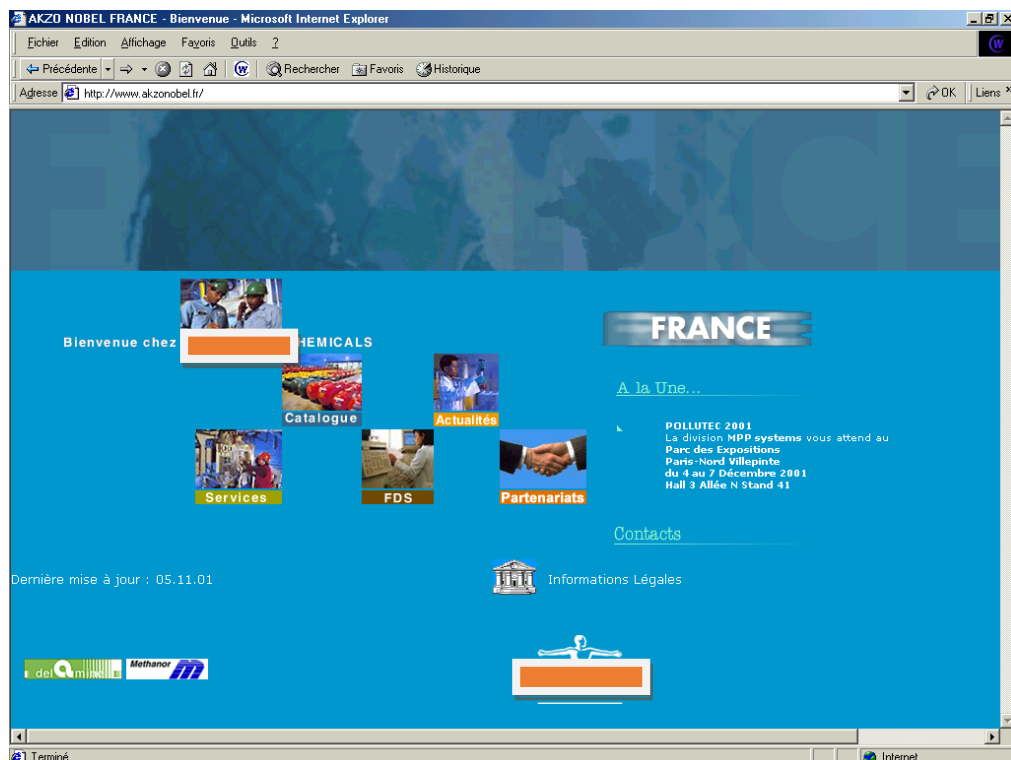 AKZO NOBEL FRANCE - Bienvenue - Microsoft Internet Explorer
Fichier Edition Affichage Favoris Outils ?
Précédente Rechercher Favoris Historique
Adresse http://www.akzonobel.fr/ OK Liens
FRANCE
Bienvenue chez HEMICALS
A la Une...
Catalogue
Actualités
POLLUTEC 2001
La division MPP systems vous attend au
Parc des Expositions
Paris-Nord Villepinte
du 4 au 7 Décembre 2001
Hall 3 Allée N Stand 41
Services FDS Partenariats
Contacts
Dernière mise à jour : 05.11.01 Informations Légales
delamine Methanor
Terminé Internet